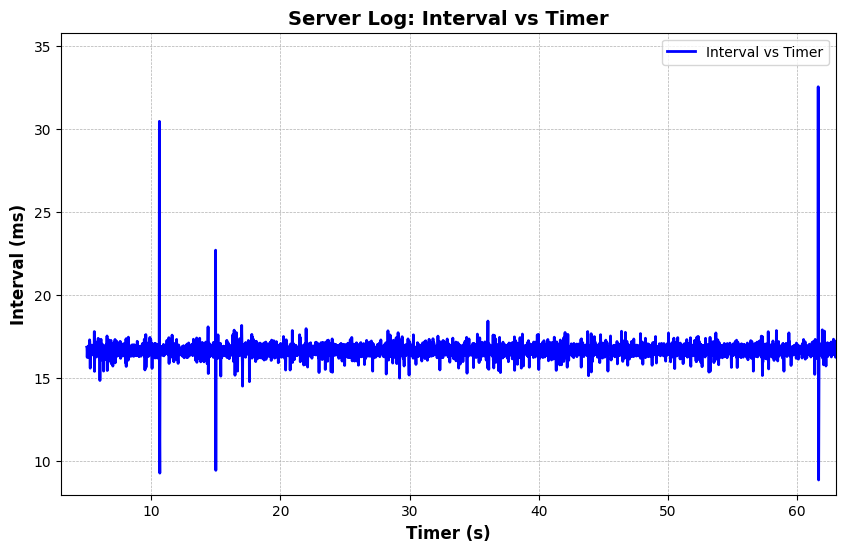 Server Log: Interval vs Timer
Interval vs Timer
35
30
25
20
15
10
Interval (ms)
10 20 30 40 50 60
Timer (s)